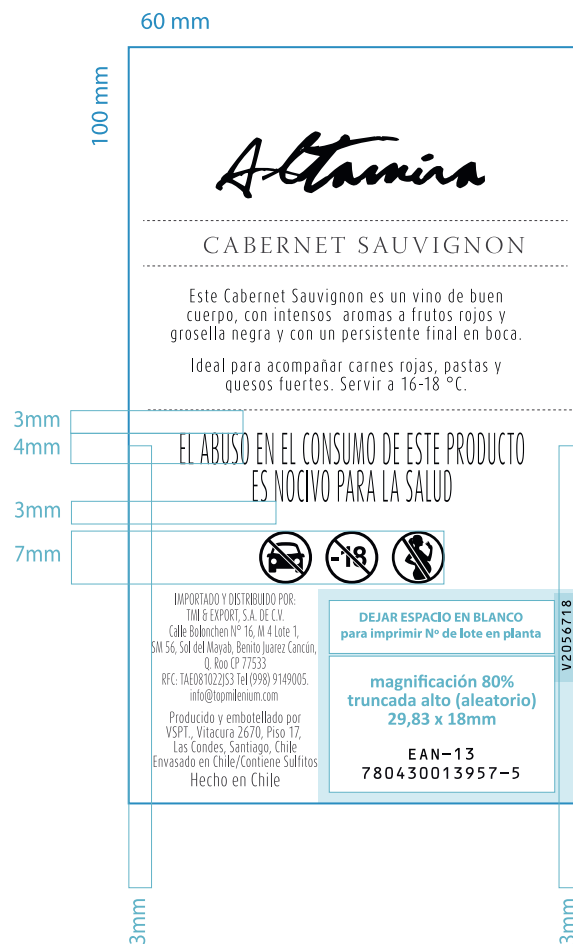 60 mm
100 mm
Altamira
CABERNET SAUVIGNON
Este Cabernet Sauvignon es un vino de buen
cuerpo, con intensos aromas a frutos rojos y
grosella negra y con un persistente final en boca.
Ideal para acompañar carnes rojas, pastas y
quesos fuertes. Servir a 16-18 °C.
3mm
4mm
EL ABUSO EN EL CONSUMO DE ESTE PRODUCTO
ES NOCIVO PARA LA SALUD
3mm
7mm
-18
IMPORTADO Y DISTRIBUIDO POR:
TMI & EXPORT, S.A. DE C.V.
Calle Bolonchen N° 16, M 4 Lote 1,
SM 56, Sol del Mayab, Benito Juarez Cancún,
Q. Roo CP 77533
RFC: TAE081022JS3 Tel (998) 9149005.
info@topmilenium.com
Producido y embotellado por
VSPT., Vitacura 2670, Piso 17,
Las Condes, Santiago, Chile
Envasado en Chile/Contiene Sulfitos
Hecho en Chile
DEJAR ESPACIO EN BLANCO
para imprimir Nº de lote en planta
V2056718
magnificación 80%
truncada alto (aleatorio)
29,83 x 18mm
EAN-13
780430013957-5
3mm
3mm